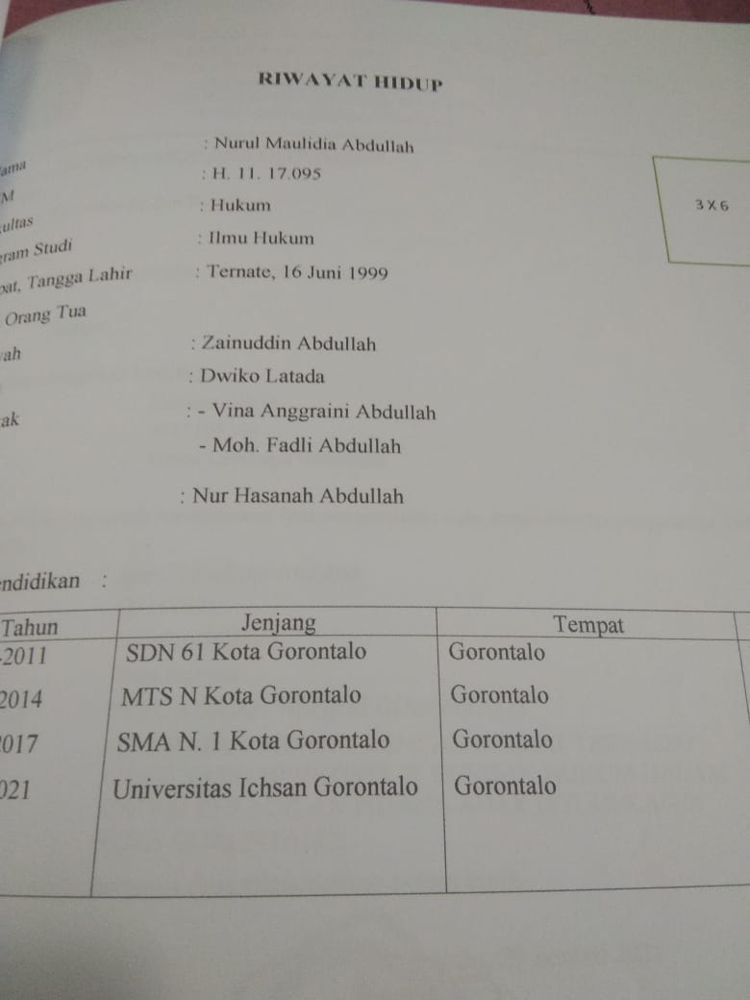 RIWAYAT HIDUP
ama : Nurul Maulidia Abdullah
M : H. 11. 17.095
ultas : Hukum
gram Studi : Ilmu Hukum
pat, Tangga Lahir : Ternate, 16 Juni 1999
Orang Tua
ah : Zainuddin Abdullah
: Dwiko Latada
ak : - Vina Anggraini Abdullah
- Moh. Fadli Abdullah
: Nur Hasanah Abdullah
3 X 6
endidikan :
Tahun Jenjang Tempat
-2011 SDN 61 Kota Gorontalo Gorontalo
2014 MTS N Kota Gorontalo Gorontalo
017 SMA N. 1 Kota Gorontalo Gorontalo
021 Universitas Ichsan Gorontalo Gorontalo